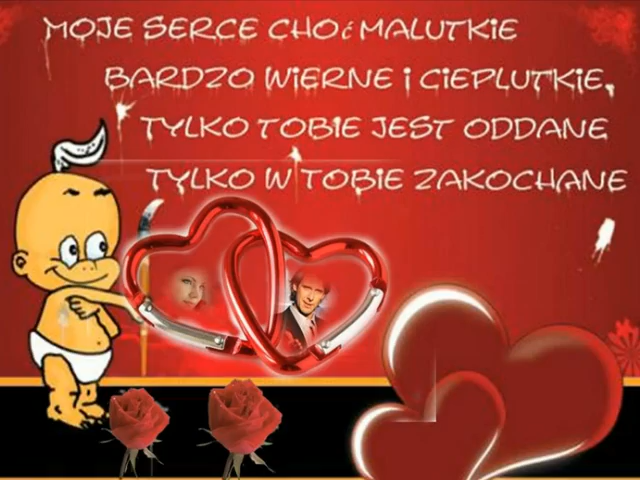 MOJE SERCE CHOć MALUTKiE
BARDZO WiERNE i CiEPLUTKiE,
TYLKO TOBiE JEST ODDANE
TYLKO W TOBiE ZAKOCHANE